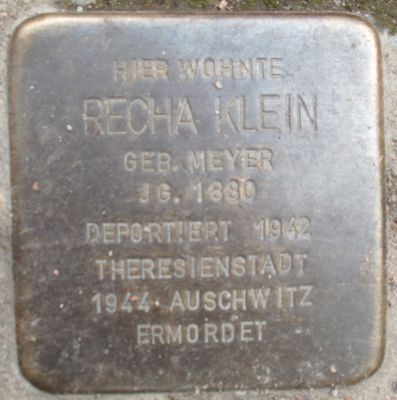 HIER WOHNTE
RECHA KLEIN
GEB. MEYER
JG. 1880
DEPORTIERT 1942
THERESIENSTADT
1944 AUSCHWITZ
ERMORDET